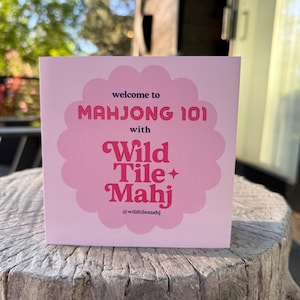 welcome to
MAHJONG 101
with
Wild
Tile
Mahj
@wildtilemahj